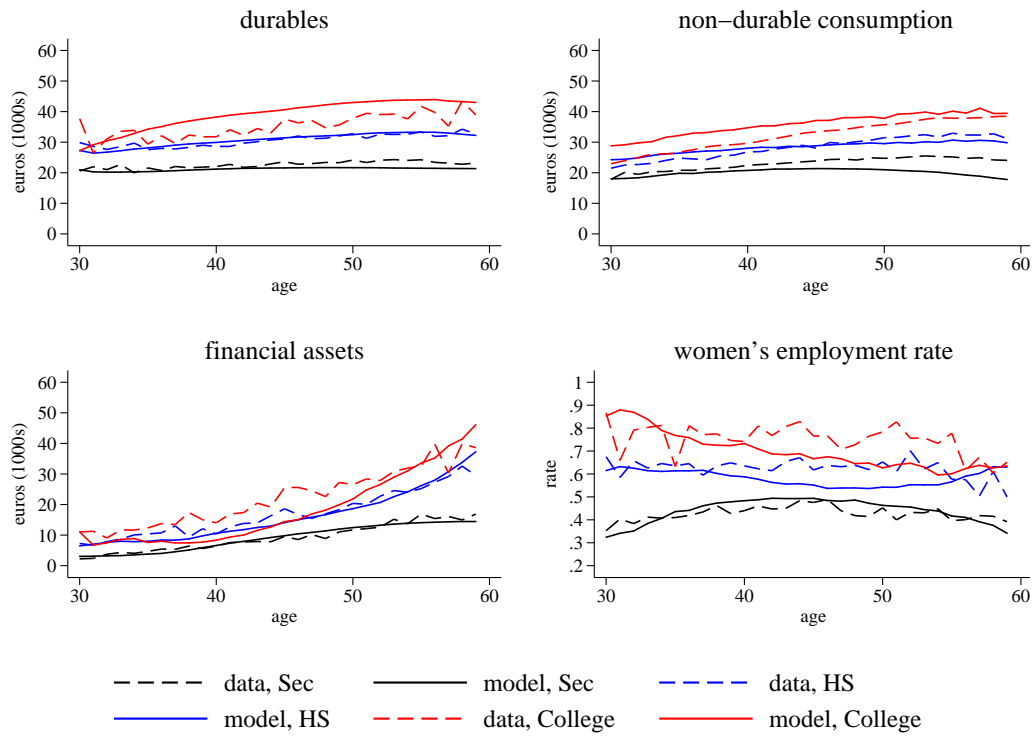 durables
60
50
40
30
20
10
0
euros (1000s)
30 40 50 60
age
non−durable consumption
60
50
40
30
20
10
0
euros (1000s)
30 40 50 60
age
financial assets
60
50
40
30
20
10
0
euros (1000s)
30 40 50 60
age
women's employment rate
1
.9
.8
.7
.6
.5
.4
.3
.2
rate
30 40 50 60
age
data, Sec model, Sec data, HS
model, HS data, College model, College